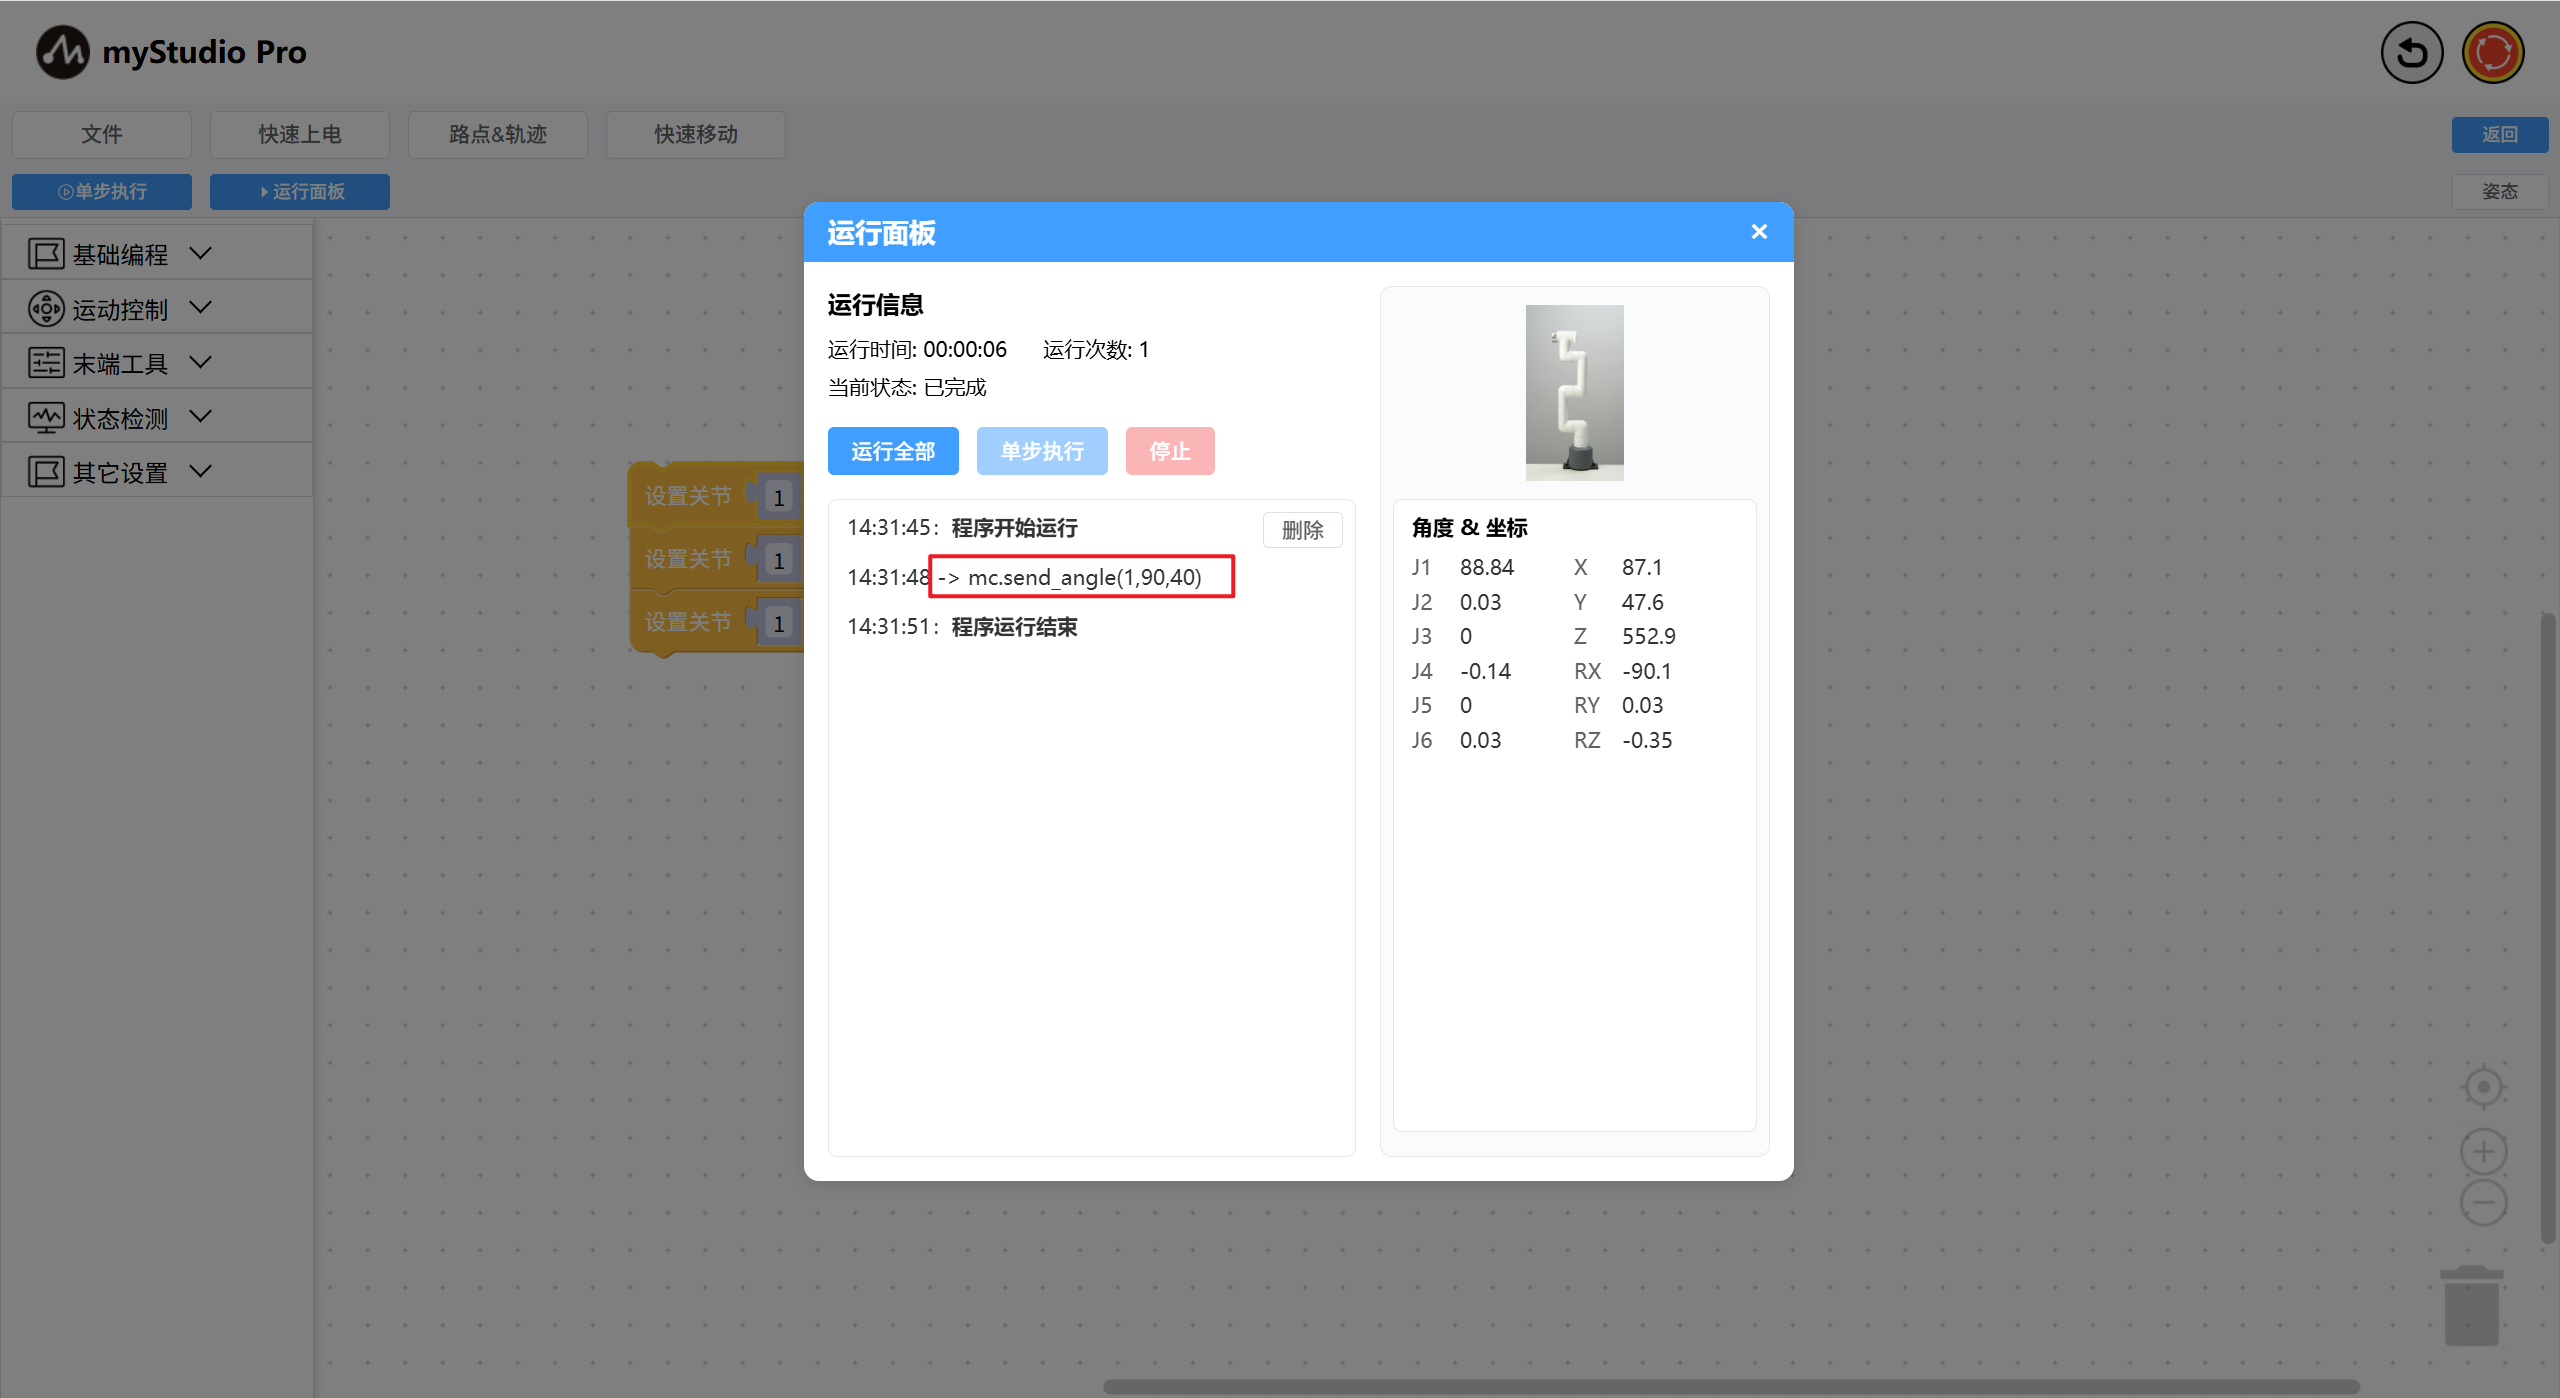 myStudio Pro
文件
快速上电
路点&轨迹
快速移动
返回
单步执行
运行面板
姿态
基础编程
运动控制
末端工具
状态检测
其它设置
设置关节 1
设置关节 1
设置关节 1
运行面板
运行信息
运行时间: 00:00:06 运行次数: 1
当前状态: 已完成
运行全部 单步执行 停止
14:31:45: 程序开始运行
删除
14:31:48 -> mc.send_angle(1,90,40)
14:31:51: 程序运行结束
角度 & 坐标
J1 88.84 X 87.1
J2 0.03 Y 47.6
J3 0 Z 552.9
J4 -0.14 RX -90.1
J5 0 RY 0.03
J6 0.03 RZ -0.35